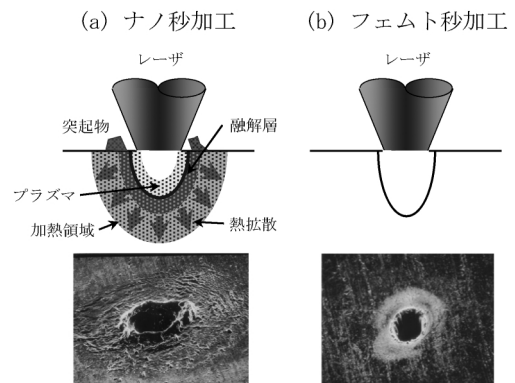 (a) ナノ秒加工
(b) フェムト秒加工
レーザ
レーザ
突起物
融解層
プラズマ
加熱領域
熱拡散